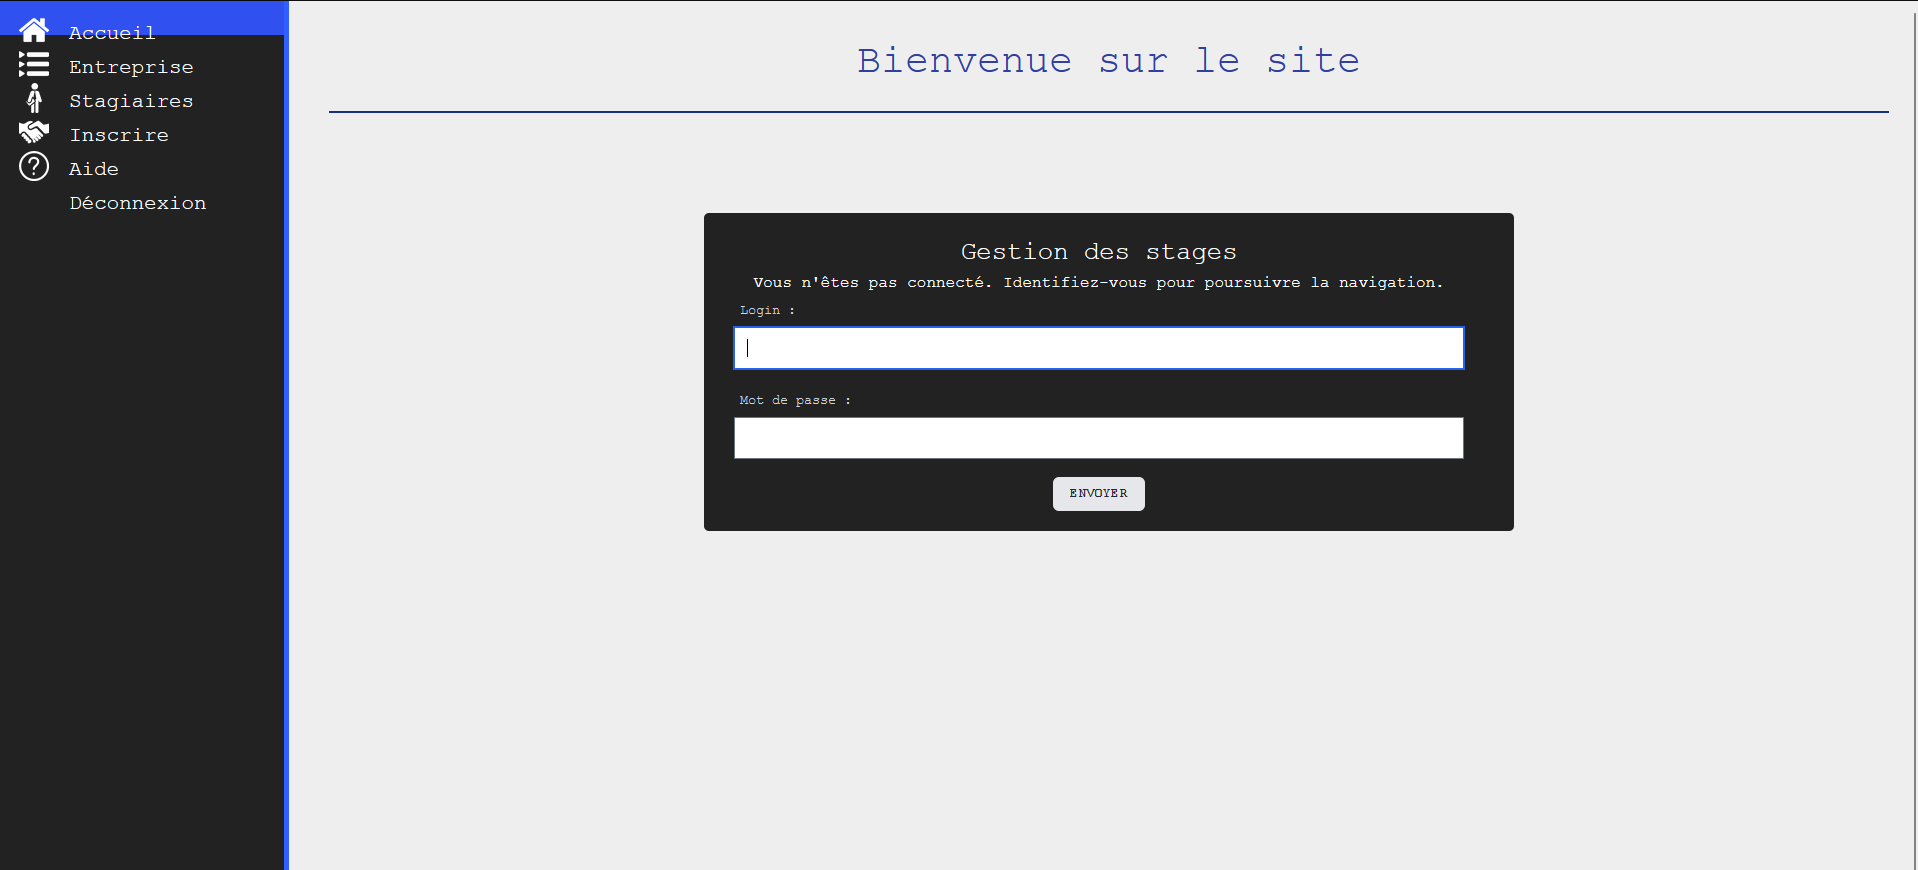 Accueil
Entreprise
Stagiaires
Inscrire
Aide
Déconnexion
Bienvenue sur le site
Gestion des stages
Vous n'êtes pas connecté. Identifiez-vous pour poursuivre la navigation.
Login :
Mot de passe :
ENVOYER